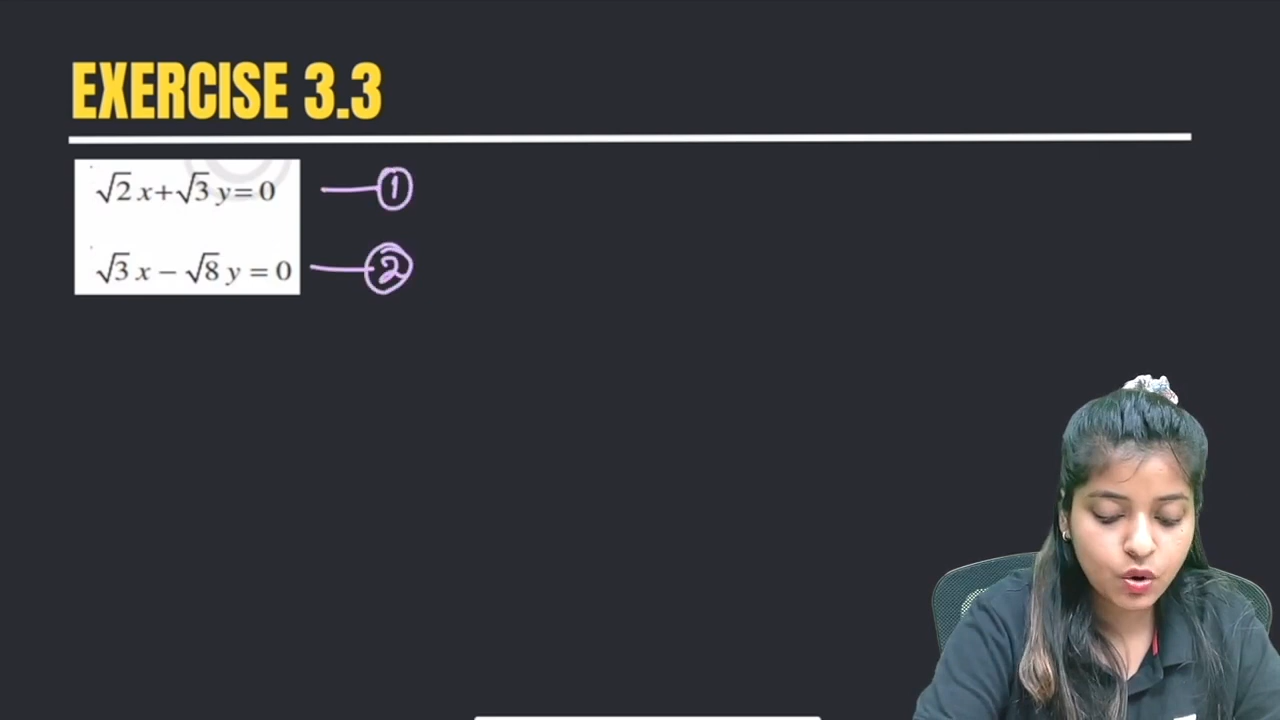 EXERCISE 3.3
√2 x+√3 y=0 ① 
√3 x − √8 y = 0 ②